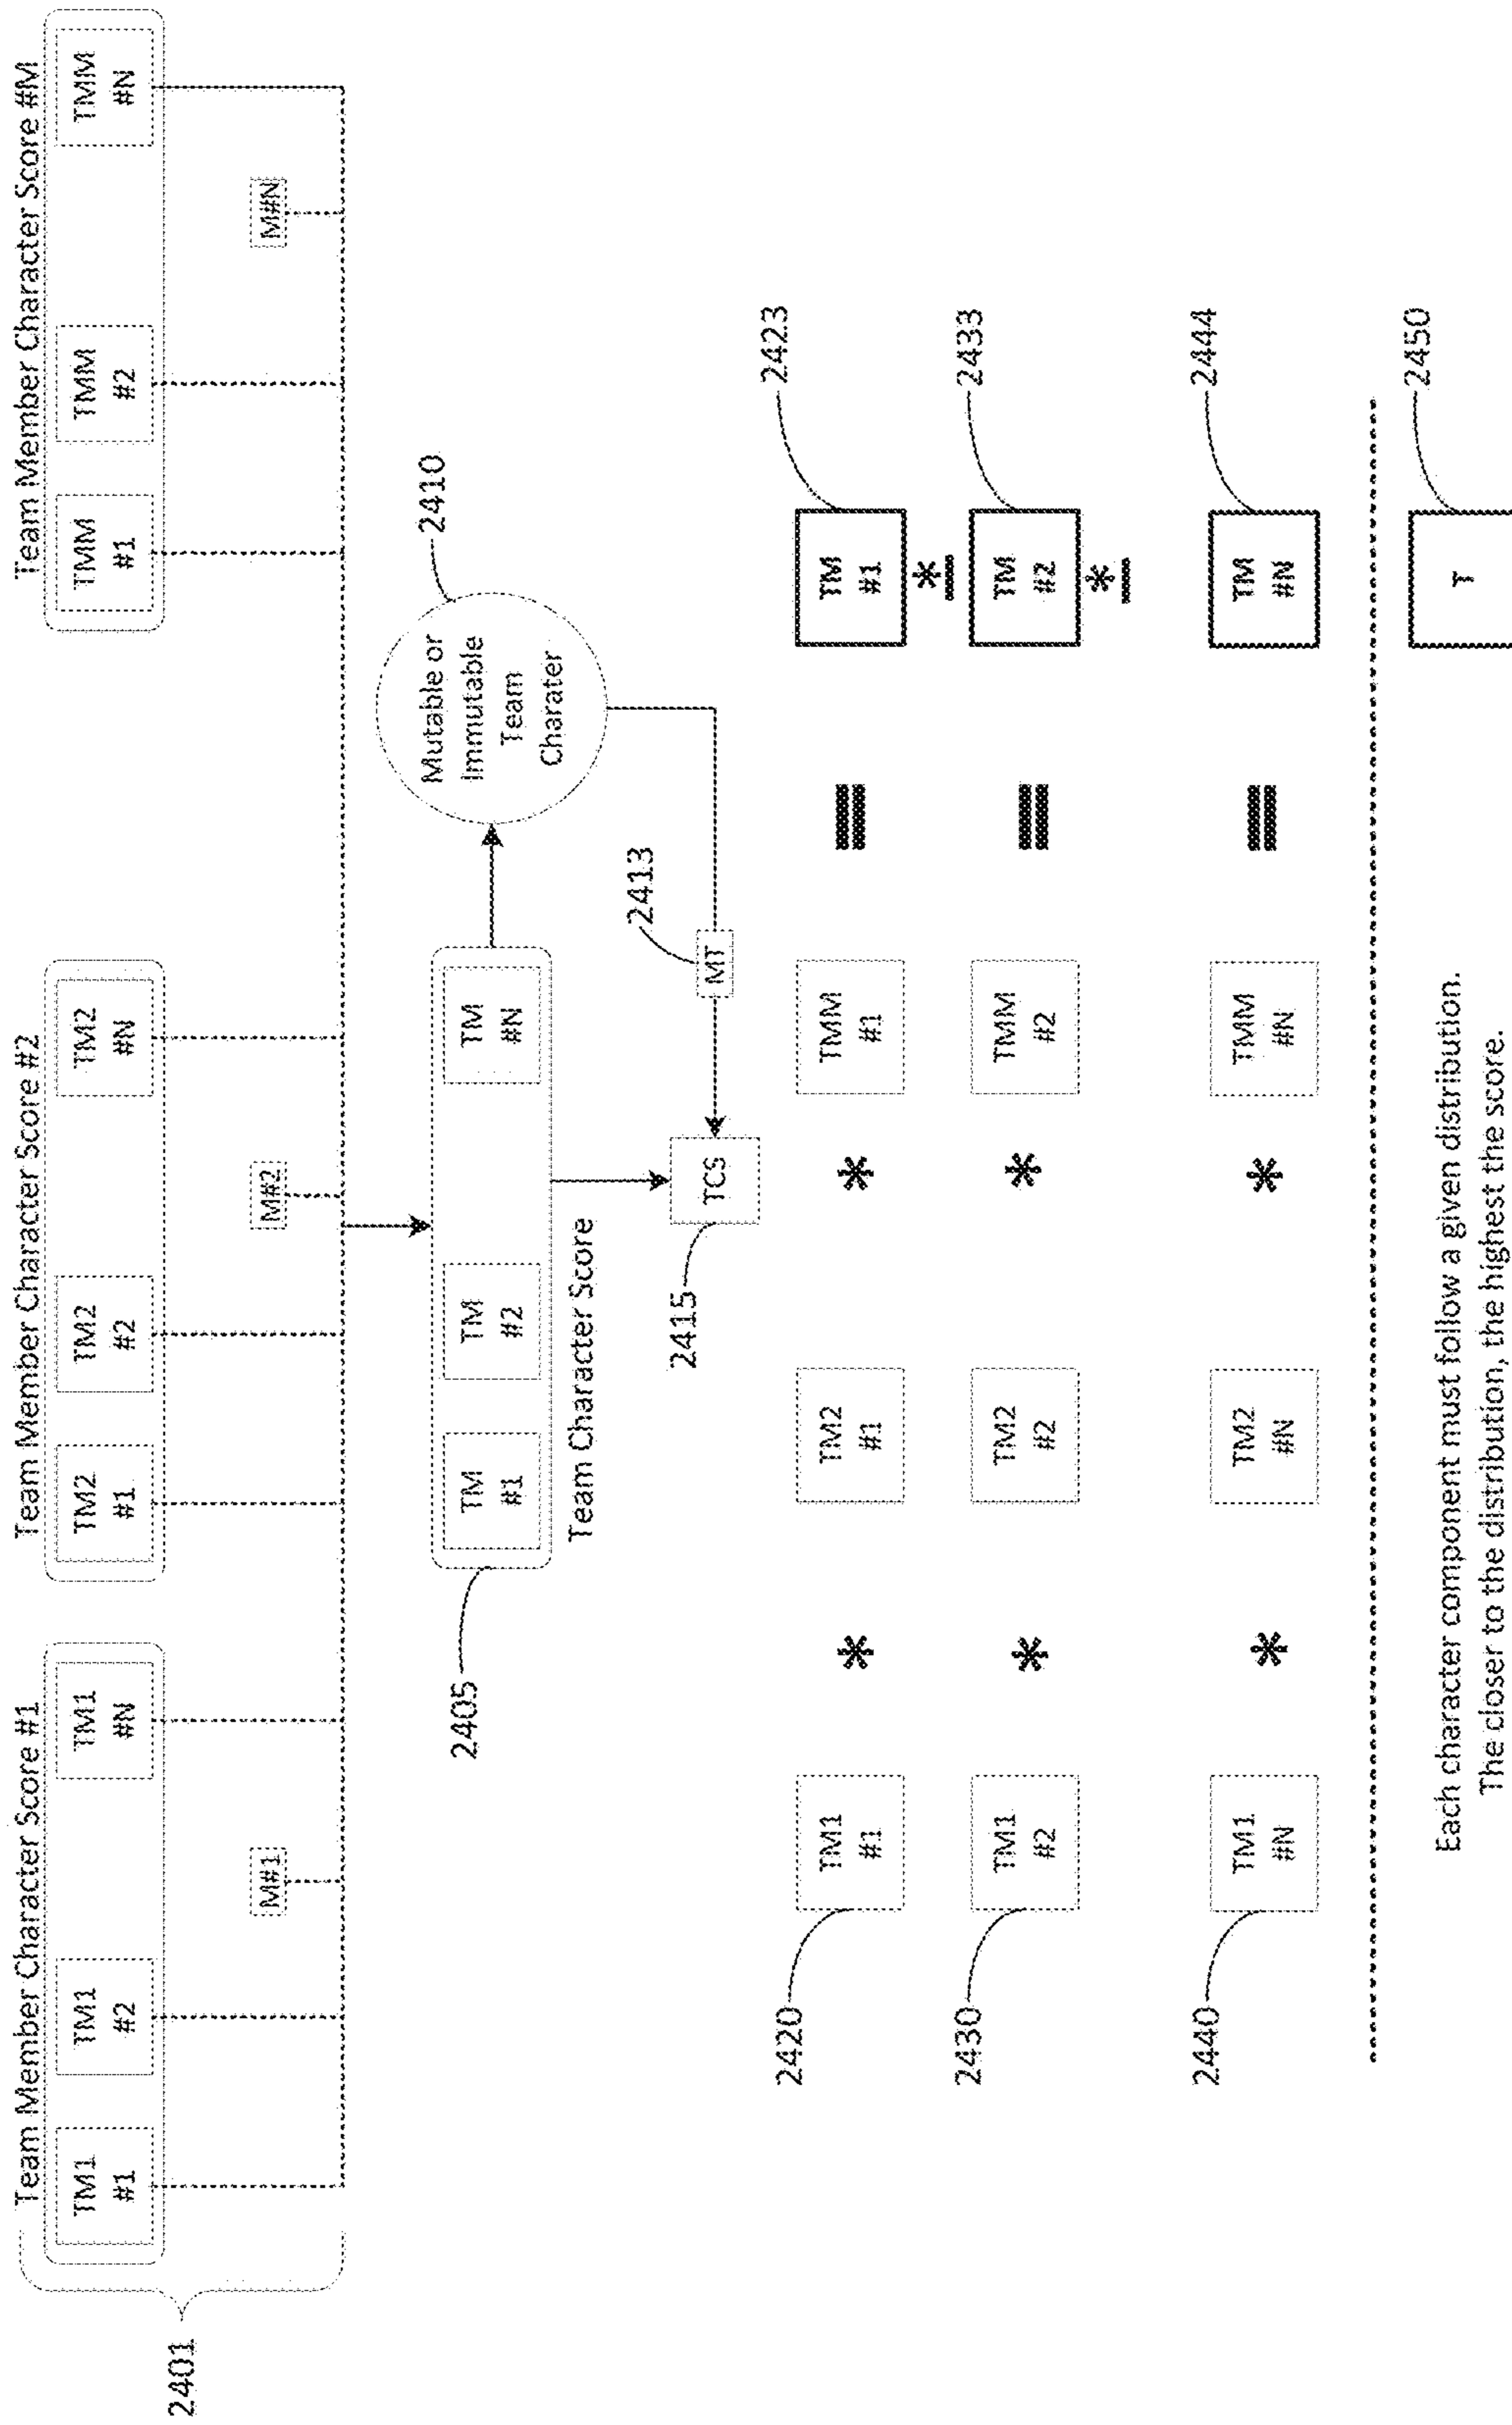 Team Member Character Score #1
TM1
#1
TM1
#2
TM1
#N
M#1
Team Member Character Score #2
TM2
#1
TM2
#2
TM2
#N
M#2
Team Member Character Score #M
TMM
#1
TMM
#2
TMM
#N
M#N
2401
2405
TM
#1
TM
#2
TM
#N
Team Character Score
Mutable or
Immutable
Team
Charater
2410
2413
MT
2415
TCS
2420
TM1
#1
*
TM2
#1
*
TMM
#1
=
TM
#1
2423
*
2430
TM1
#2
*
TM2
#2
*
TMM
#2
=
TM
#2
2433
*
2440
TM1
#N
*
TM2
#N
*
TMM
#N
=
TM
#N
2444
Each character component must follow a given distribution.
The closer to the distribution, the highest the score.
T
2450